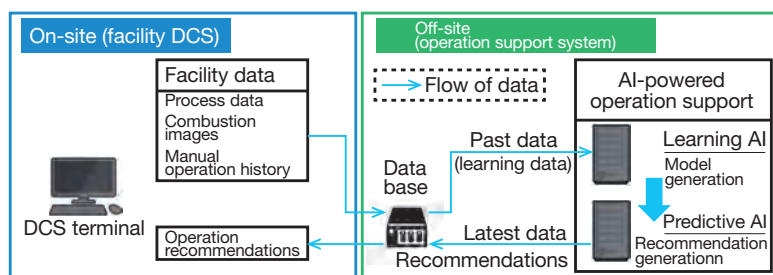 On-site (facility DCS)
Facility data
Process data
Combustion
images
Manual
operation history
DCS terminal
Operation
recommendations
Off-site
(operation support system)
Flow of data
Data
base
Past data
(learning data)
Latest data
Recommendations
AI-powered
operation support
Learning AI
Model
generation
Predictive AI
Recommendation
generationn